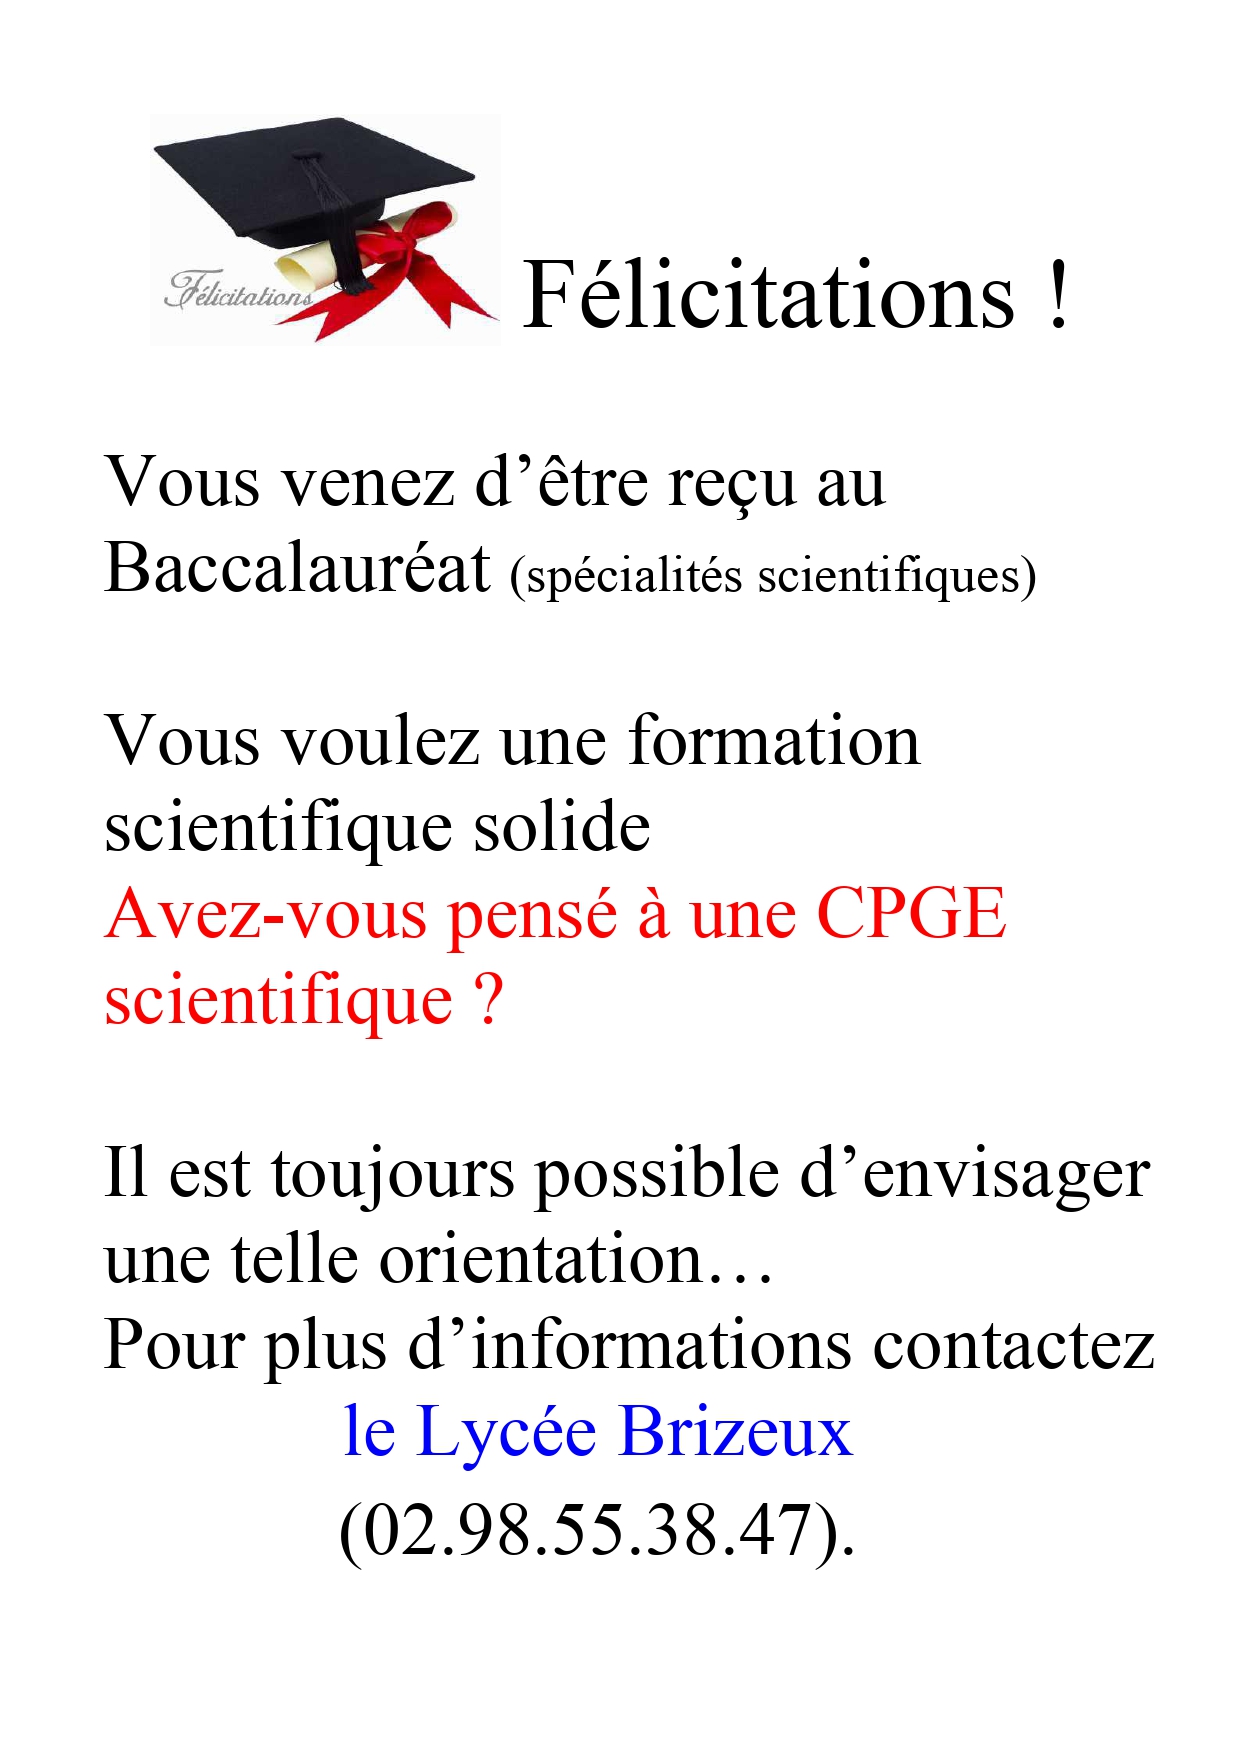 Félicitations
Félicitations !
Vous venez d’être reçu au
Baccalauréat (spécialités scientifiques)
Vous voulez une formation
scientifique solide
Avez-vous pensé à une CPGE
scientifique ?
Il est toujours possible d’envisager
une telle orientation…
Pour plus d’informations contactez
le Lycée Brizeux
(02.98.55.38.47).